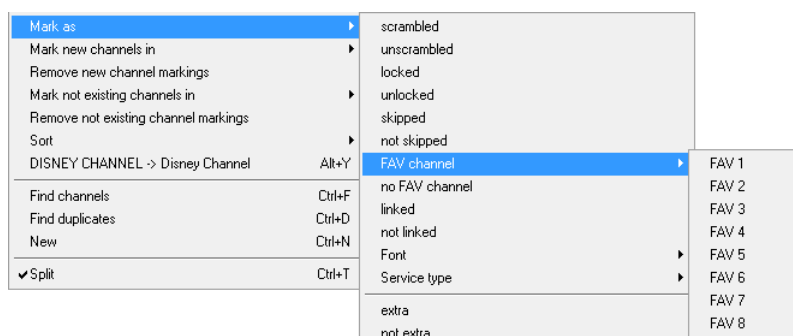 Mark as
Mark new channels in
Remove new channel markings
Mark not existing channels in
Remove not existing channel markings
Sort
DISNEY CHANNEL -> Disney Channel Alt+Y
Find channels Ctrl+F
Find duplicates Ctrl+D
New Ctrl+N
Split Ctrl+T
scrambled
unscrambled
locked
unlocked
skipped
not skipped
FAV channel
no FAV channel
linked
not linked
Font
Service type
extra
not extra
FAV 1
FAV 2
FAV 3
FAV 4
FAV 5
FAV 6
FAV 7
FAV 8